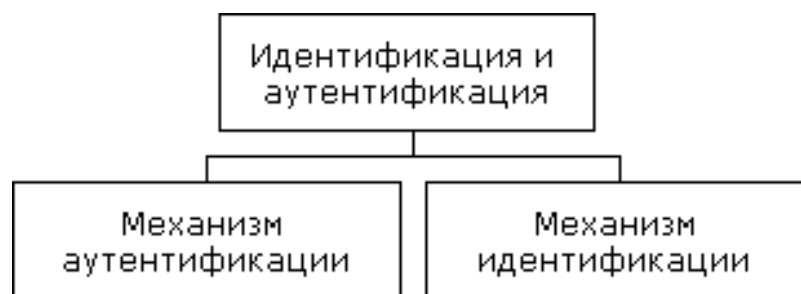 Идентификация и
аутентификация
Механизм
аутентификации
Механизм
идентификации